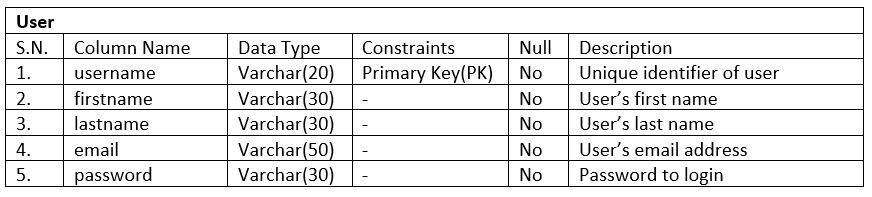 User
S.N. Column Name Data Type Constraints Null Description
1. username Varchar(20) Primary Key(PK) No Unique identifier of user
2. firstname Varchar(30) - No User’s first name
3. lastname Varchar(30) - No User’s last name
4. email Varchar(50) - No User’s email address
5. password Varchar(30) - No Password to login